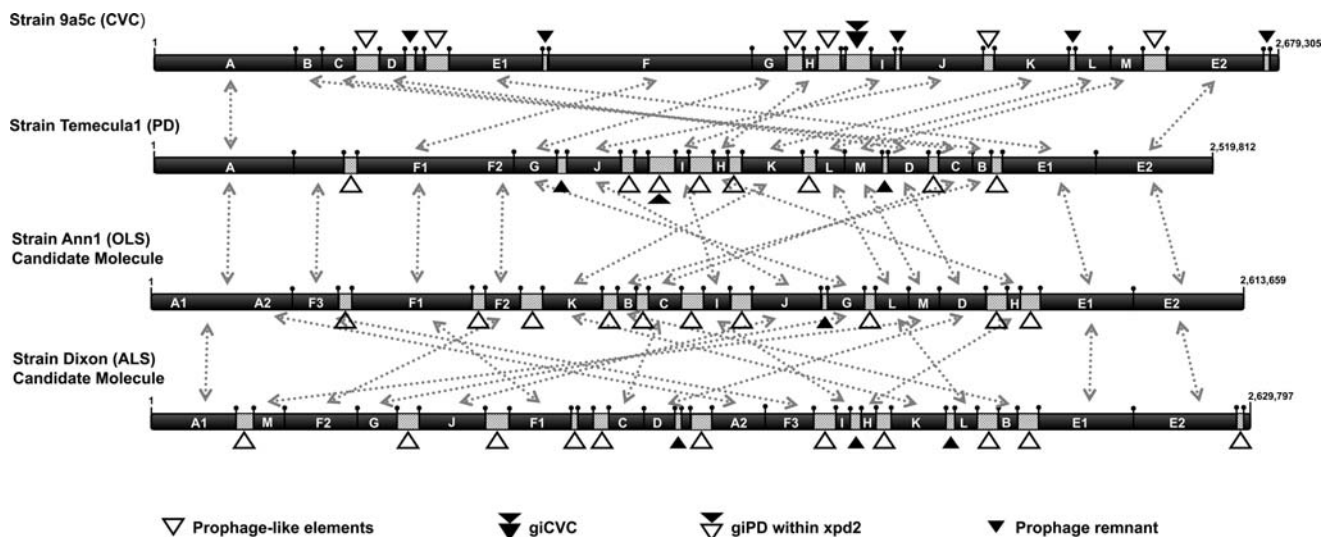 Strain 9a5c (CVC)
1 2,679,305
A B C D E1 F G H I J K L M E2
Strain Temecula1 (PD)
1 2,519,812
A F1 F2 G J I H K L M D C B E1 E2
Strain Ann1 (OLS)
Candidate Molecule
1 2,613,659
A1 A2 F3 F1 F2 K B C I J G L M D H E1 E2
Strain Dixon (ALS)
Candidate Molecule
1 2,629,797
A1 M F2 G J F1 C D A2 F3 I H K L B E1 E2
Prophage-like elements giCVC giPD within xpd2 Prophage remnant